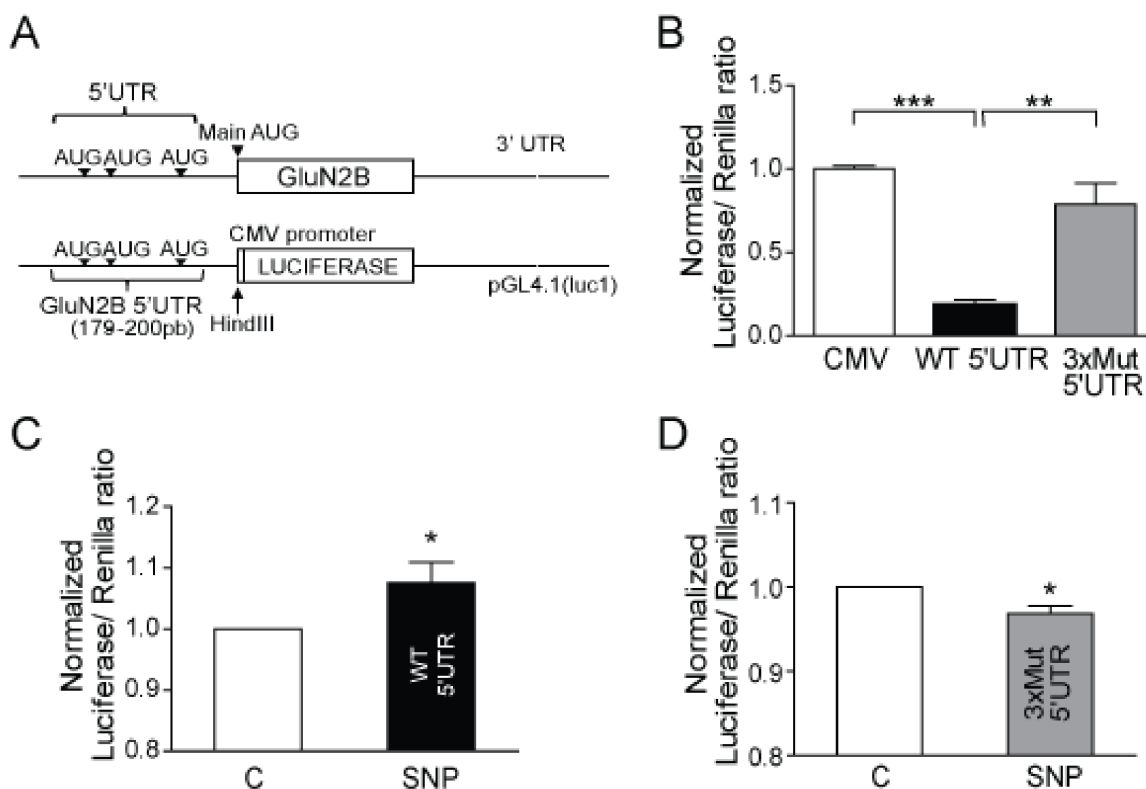 A
5'UTR
Main AUG
AUG AUG AUG
3' UTR
GluN2B
CMV promoter
AUG AUG AUG
LUCIFERASE
pGL4.1(luc1)
GluN2B 5'UTR
(179-200pb)
HindIII
B
Normalized
Luciferase/ Renilla ratio
1.5
1.0
0.5
0.0
***
**
CMV
WT 5'UTR
3xMut
5'UTR
C
Normalized
Luciferase/ Renilla ratio
1.2
1.1
1.0
0.9
0.8
*
WT
5'UTR
C
SNP
D
Normalized
Luciferase/ Renilla ratio
1.1
1.0
0.9
0.8
*
3xMut
5'UTR
C
SNP